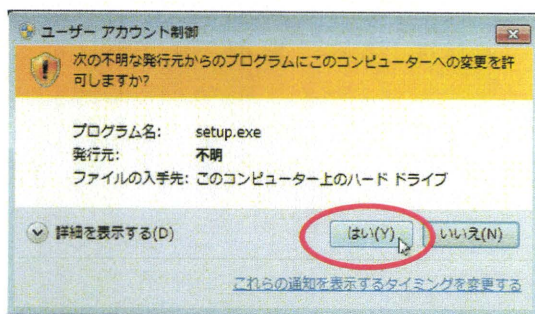 ユーザー アカウント制御
次の不明な発行元からのプログラムにこのコンピューターへの変更を許
可しますか?
プログラム名: setup.exe
発行元: 不明
ファイルの入手先: このコンピューター上のハード ドライブ
詳細を表示する(D)
はい(Y)
いいえ(N)
これらの通知を表示するタイミングを変更する